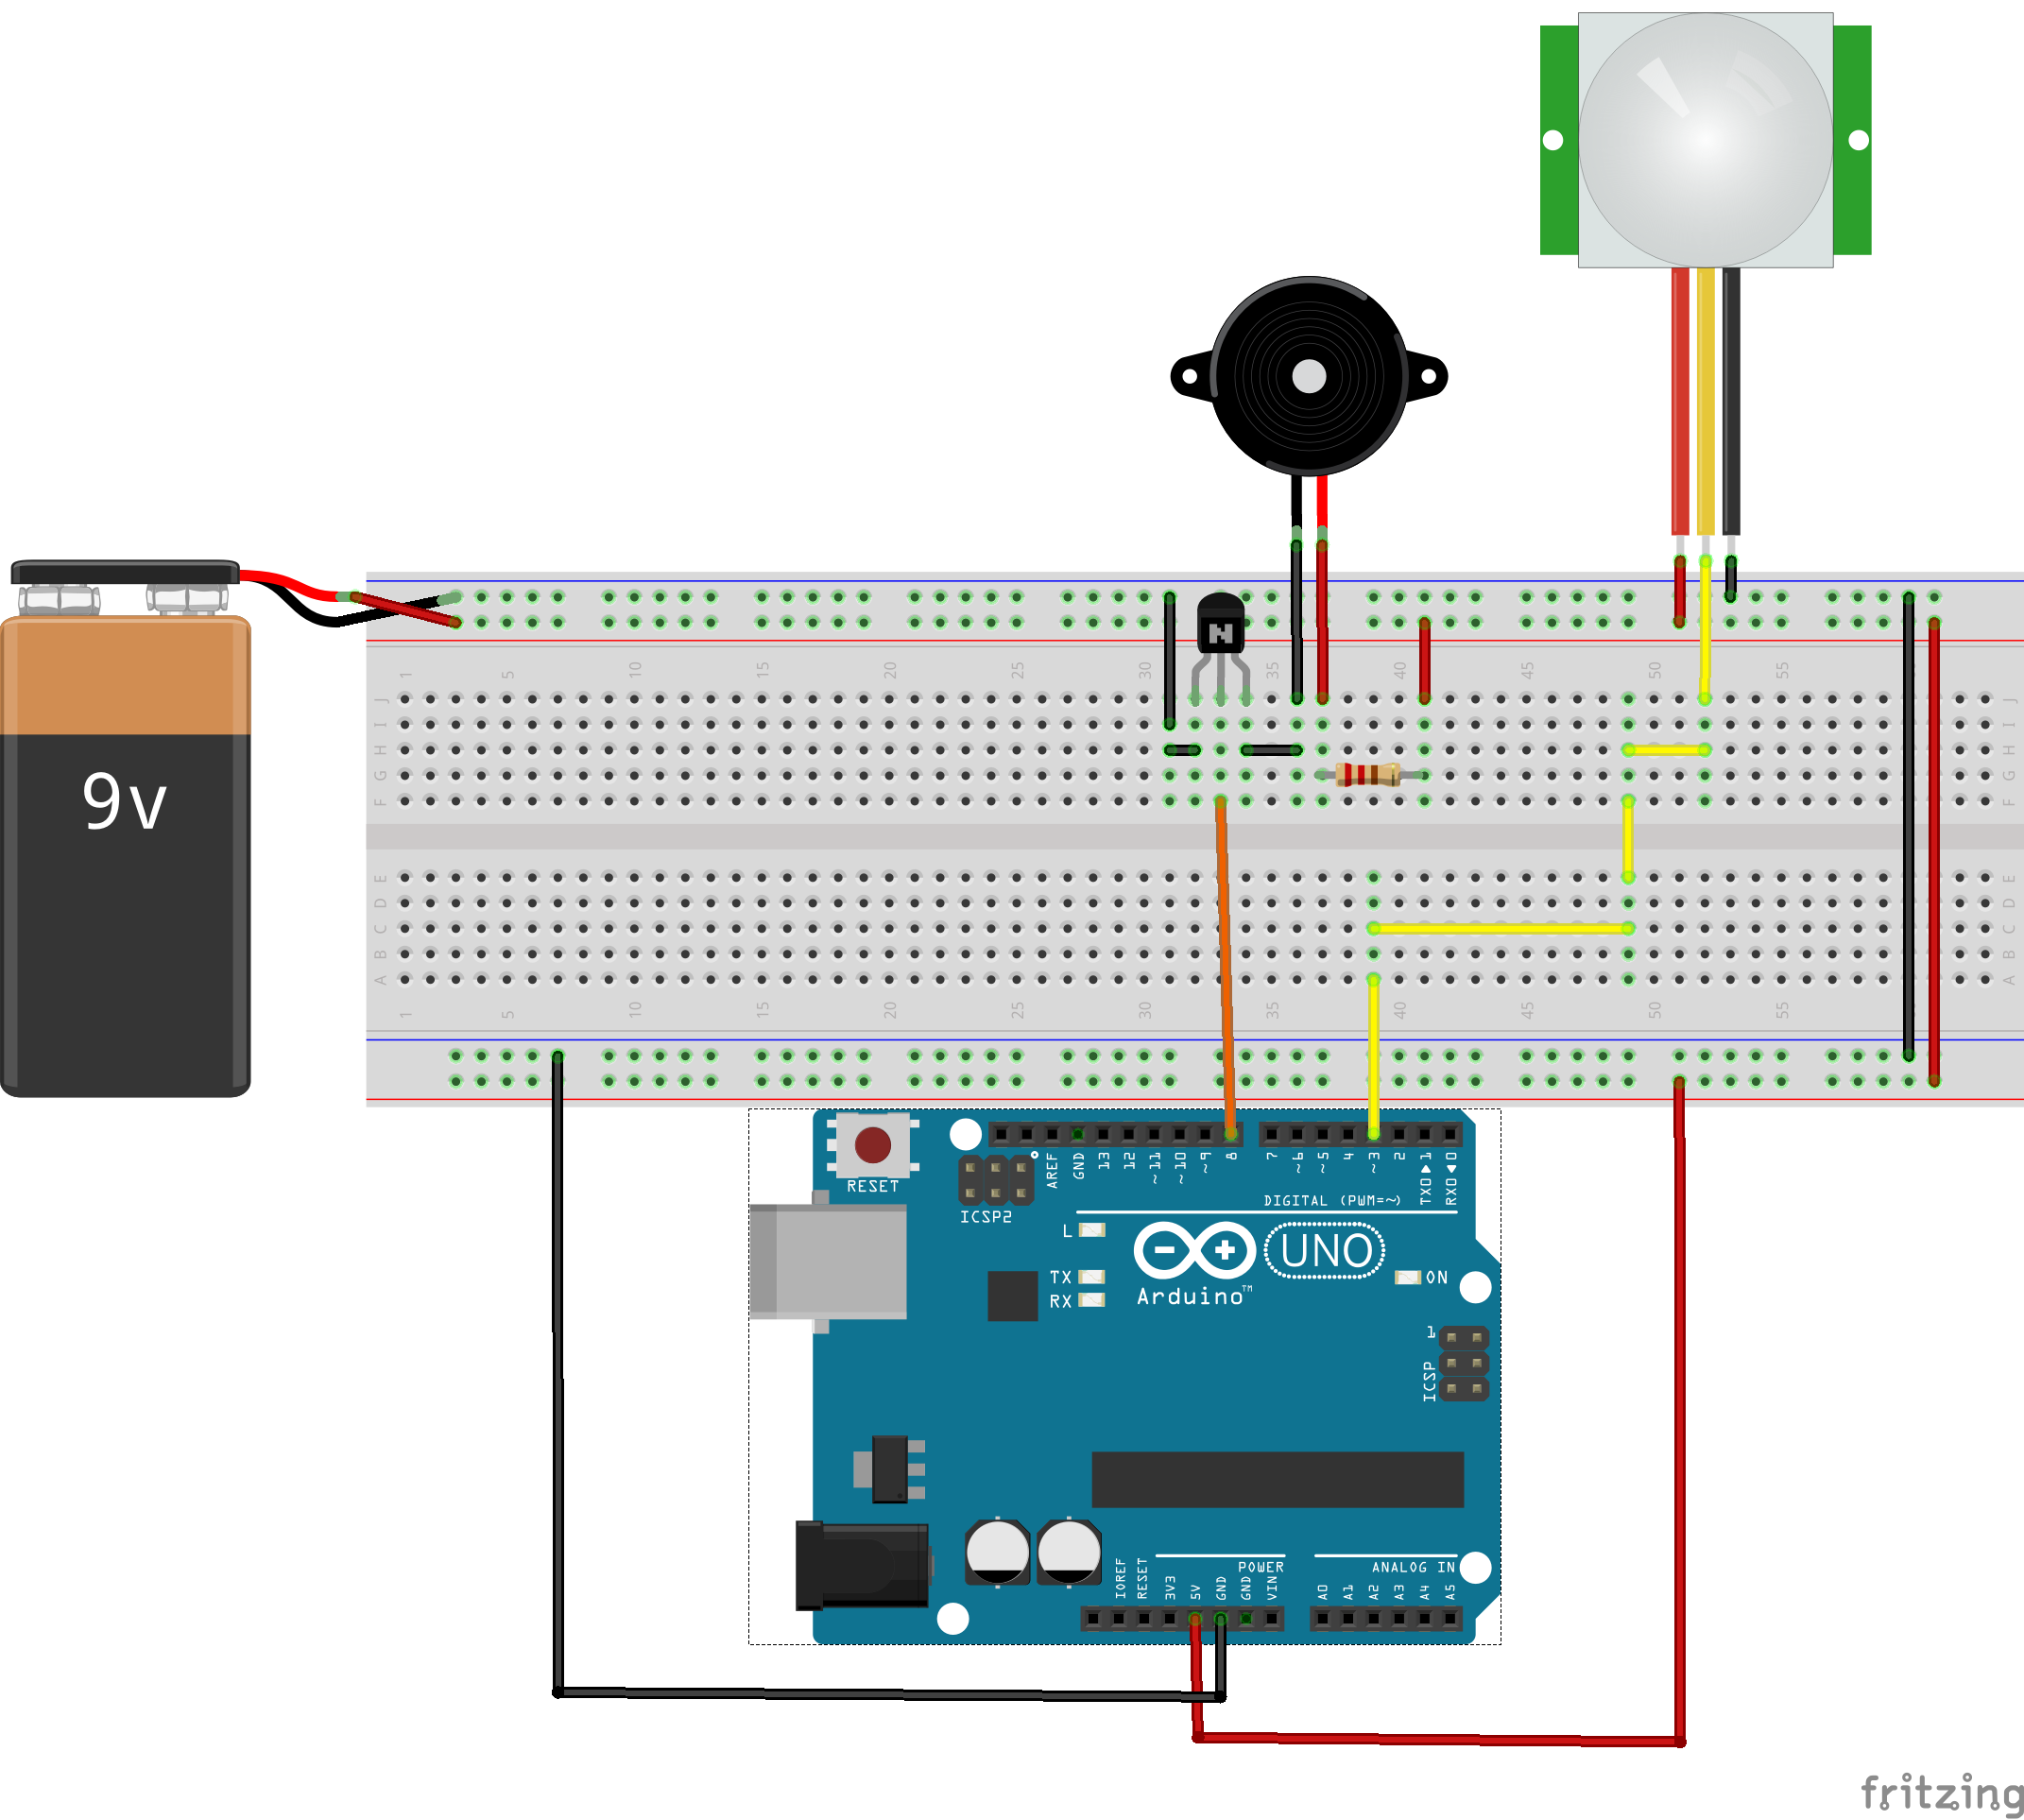 9v
N
1 5 10 15 20 25 30 35 40 45 50 55
J J
I I
H H
G G
F F
E E
D D
C C
B B
A A
1 5 10 15 20 25 30 35 40 45 50 55
RESET
AREF GND 13 12 ~11 ~10 ~9 8 7 ~6 ~5 4 ~3 2 TX0▶1 RX0◀0
ICSP2
DIGITAL (PWM=~)
L
TX
RX
Arduino™
UNO
ON
1
ICSP
POWER
ANALOG IN
IOREF RESET 3V3 5V GND GND VIN A0 A1 A2 A3 A4 A5
fritzing